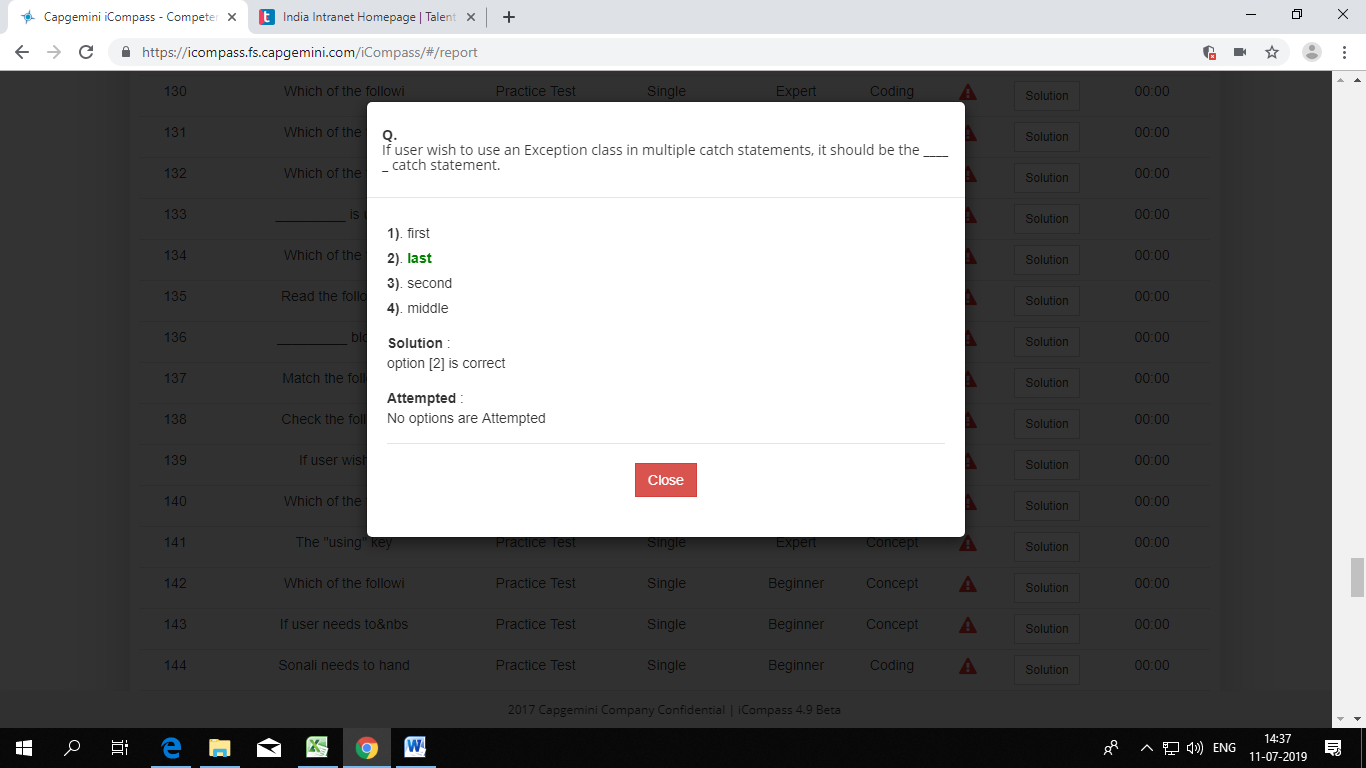 Capgemini iCompass - Competen
India Intranet Homepage | Talent
https://icompass.fs.capgemini.com/iCompass/#/report
130 Which of the followi Practice Test Single Expert Coding Solution 00:00
131 Which of the Solution 00:00
132 Which of the Solution 00:00
133 __________ is Solution 00:00
134 Which of the Solution 00:00
135 Read the follo Solution 00:00
136 __________ blo Solution 00:00
137 Match the foll Solution 00:00
138 Check the foll Solution 00:00
139 If user wish Solution 00:00
140 Which of the Solution 00:00
141 The "using" key Practice Test Single Expert Concept Solution 00:00
142 Which of the followi Practice Test Single Beginner Concept Solution 00:00
143 If user needs to&nbs Practice Test Single Beginner Concept Solution 00:00
144 Sonali needs to hand Practice Test Single Beginner Coding Solution 00:00
Q.
If user wish to use an Exception class in multiple catch statements, it should be the ____
_ catch statement.
1). first
2). last
3). second
4). middle
Solution :
option [2] is correct
Attempted :
No options are Attempted
Close
2017 Capgemini Company Confidential | iCompass 4.9 Beta
ENG
14:37
11-07-2019